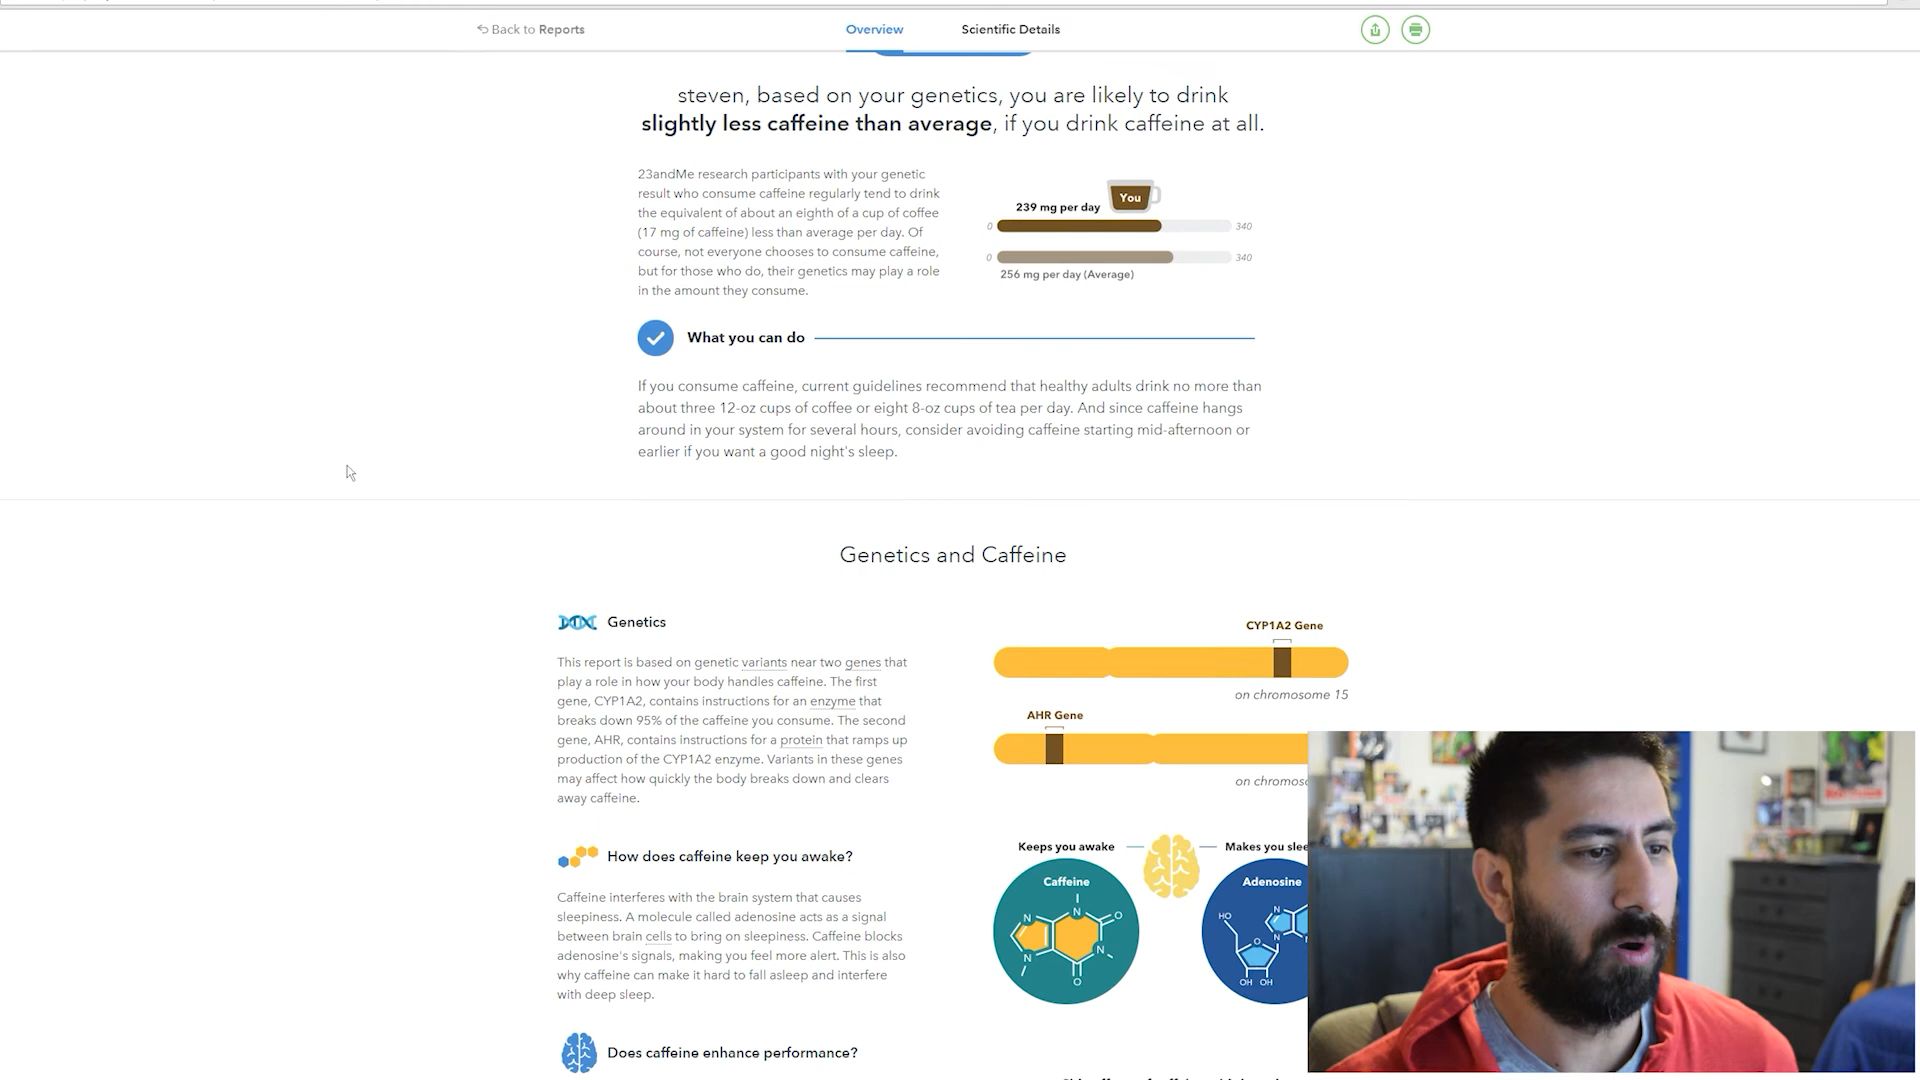 Back to Reports
Overview
Scientific Details
steven, based on your genetics, you are likely to drink
slightly less caffeine than average, if you drink caffeine at all.
23andMe research participants with your genetic
result who consume caffeine regularly tend to drink
the equivalent of about an eighth of a cup of coffee
(17 mg of caffeine) less than average per day. Of
course, not everyone chooses to consume caffeine,
but for those who do, their genetics may play a role
in the amount they consume.
You
239 mg per day
0 340
0 340
256 mg per day (Average)
What you can do
If you consume caffeine, current guidelines recommend that healthy adults drink no more than
about three 12-oz cups of coffee or eight 8-oz cups of tea per day. And since caffeine hangs
around in your system for several hours, consider avoiding caffeine starting mid-afternoon or
earlier if you want a good night's sleep.
Genetics and Caffeine
Genetics
This report is based on genetic variants near two genes that
play a role in how your body handles caffeine. The first
gene, CYP1A2, contains instructions for an enzyme that
breaks down 95% of the caffeine you consume. The second
gene, AHR, contains instructions for a protein that ramps up
production of the CYP1A2 enzyme. Variants in these genes
may affect how quickly the body breaks down and clears
away caffeine.
CYP1A2 Gene
on chromosome 15
AHR Gene
on chromos
How does caffeine keep you awake?
Caffeine interferes with the brain system that causes
sleepiness. A molecule called adenosine acts as a signal
between brain cells to bring on sleepiness. Caffeine blocks
adenosine's signals, making you feel more alert. This is also
why caffeine can make it hard to fall asleep and interfere
with deep sleep.
Keeps you awake
Makes you slee
Caffeine
N N O
N N
O
Adenosine
HO N
O N
OH OH
Does caffeine enhance performance?